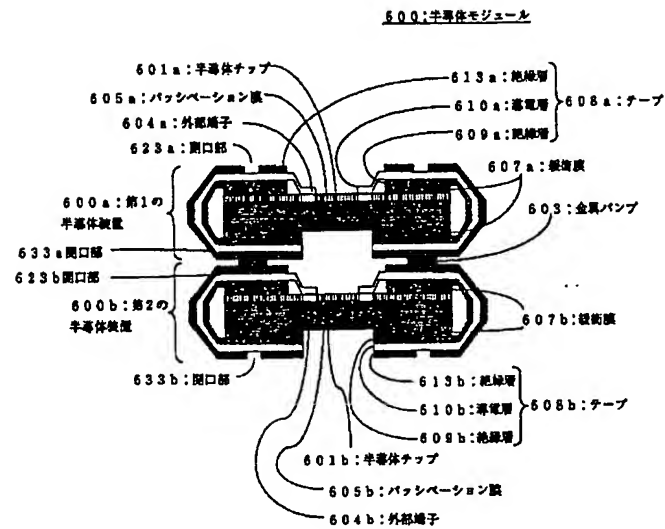 600:半導体モジュール
601a:半導体チップ
605a:パッシベーション膜
604a:外部端子
623a:開口部
613a:絶縁層
610a:導電層
609a:絶縁層
608a:テープ
607a:緩衝膜
603:金属バンプ
600a:第1の
半導体装置
633a開口部
623b開口部
600b:第2の
半導体装置
633b:開口部
607b:緩衝膜
613b:絶縁層
610b:導電層
609b:絶縁層
608b:テープ
601b:半導体チップ
605b:パッシベーション膜
604b:外部端子